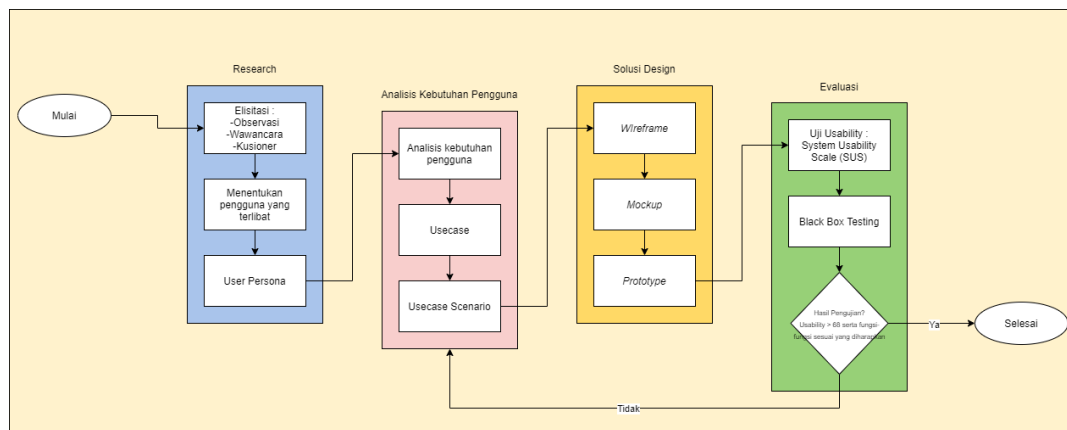 Research
Mulai
Elisitasi :
-Observasi
-Wawancara
-Kusioner
Menentukan
pengguna yang
terlibat
User Persona
Analisis Kebutuhan Pengguna
Analisis kebutuhan
pengguna
Usecase
Usecase Scenario
Solusi Design
WIreframe
Mockup
Prototype
Evaluasi
Uji Usability :
System Usability
Scale (SUS)
Black Box Testing
Hasil Pengujian?
Usability > 68 serta fungsi-
fungsi sesuai yang diharapkan
Ya
Selesai
Tidak